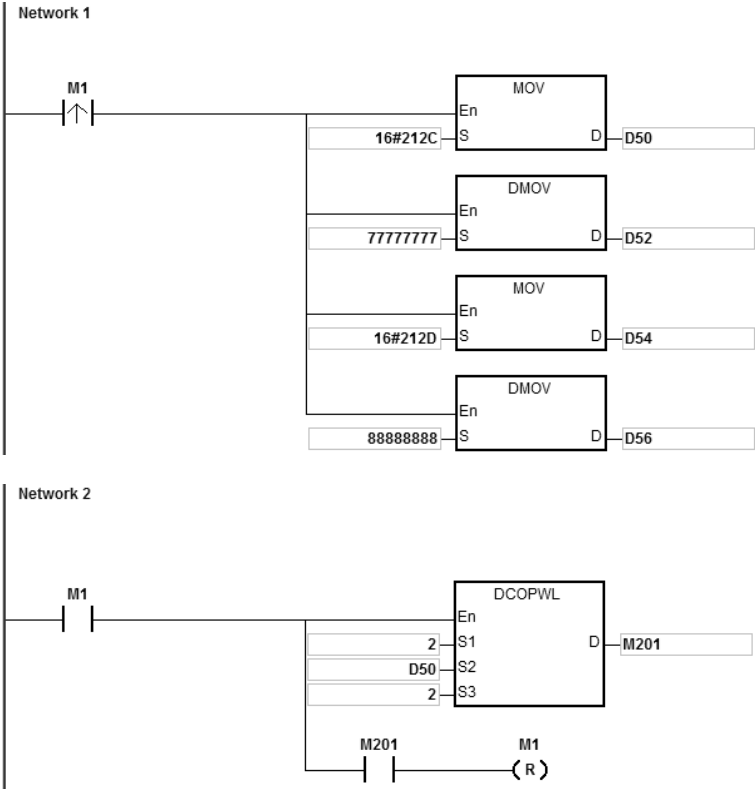 Network 1
M1
MOV
En
16#212C S D D50
DMOV
En
77777777 S D D52
MOV
En
16#212D S D D54
DMOV
En
88888888 S D D56
Network 2
M1
DCOPWL
En
2 S1 D M201
D50 S2
2 S3
M201 M1
( R )